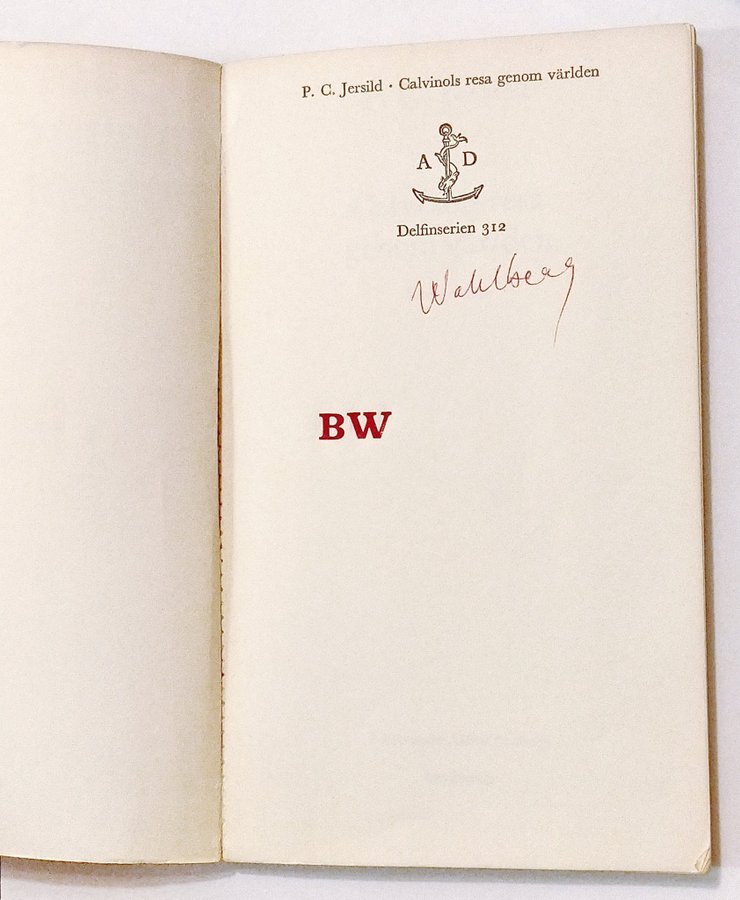 P. C. Jersild · Calvinols resa genom världen
A D
Delfinserien 312
Wahlberg
BW